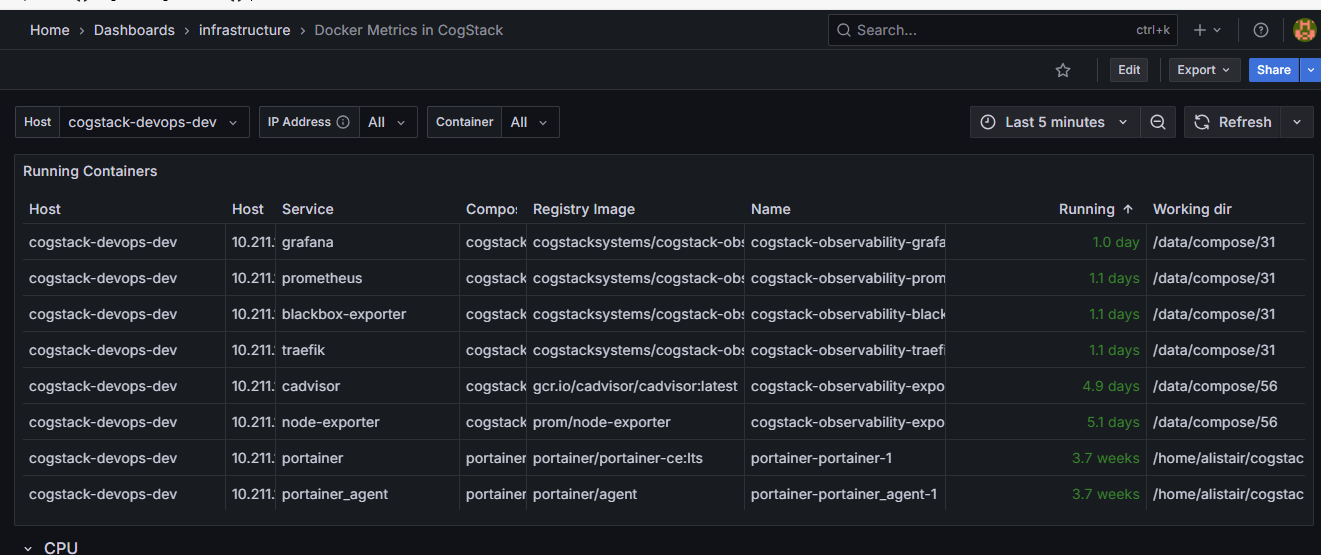 Home > Dashboards > infrastructure > Docker Metrics in CogStack Search... ctrl+k
Edit Export Share
Host cogstack-devops-dev IP Address All Container All Last 5 minutes Refresh
Running Containers
Host Host Service Compo Registry Image Name Running ↑ Working dir
cogstack-devops-dev 10.211. grafana cogstack cogstacksystems/cogstack-obs cogstack-observability-grafa 1.0 day /data/compose/31
cogstack-devops-dev 10.211. prometheus cogstack cogstacksystems/cogstack-obs cogstack-observability-prom 1.1 days /data/compose/31
cogstack-devops-dev 10.211. blackbox-exporter cogstack cogstacksystems/cogstack-obs cogstack-observability-black 1.1 days /data/compose/31
cogstack-devops-dev 10.211. traefik cogstack cogstacksystems/cogstack-obs cogstack-observability-traefi 1.1 days /data/compose/31
cogstack-devops-dev 10.211. cadvisor cogstack gcr.io/cadvisor/cadvisor:latest cogstack-observability-expo 4.9 days /data/compose/56
cogstack-devops-dev 10.211. node-exporter cogstack prom/node-exporter cogstack-observability-expo 5.1 days /data/compose/56
cogstack-devops-dev 10.211. portainer portainer portainer/portainer-ce:lts portainer-portainer-1 3.7 weeks /home/alistair/cogstac
cogstack-devops-dev 10.211. portainer_agent portainer portainer/agent portainer-portainer_agent-1 3.7 weeks /home/alistair/cogstac
CPU